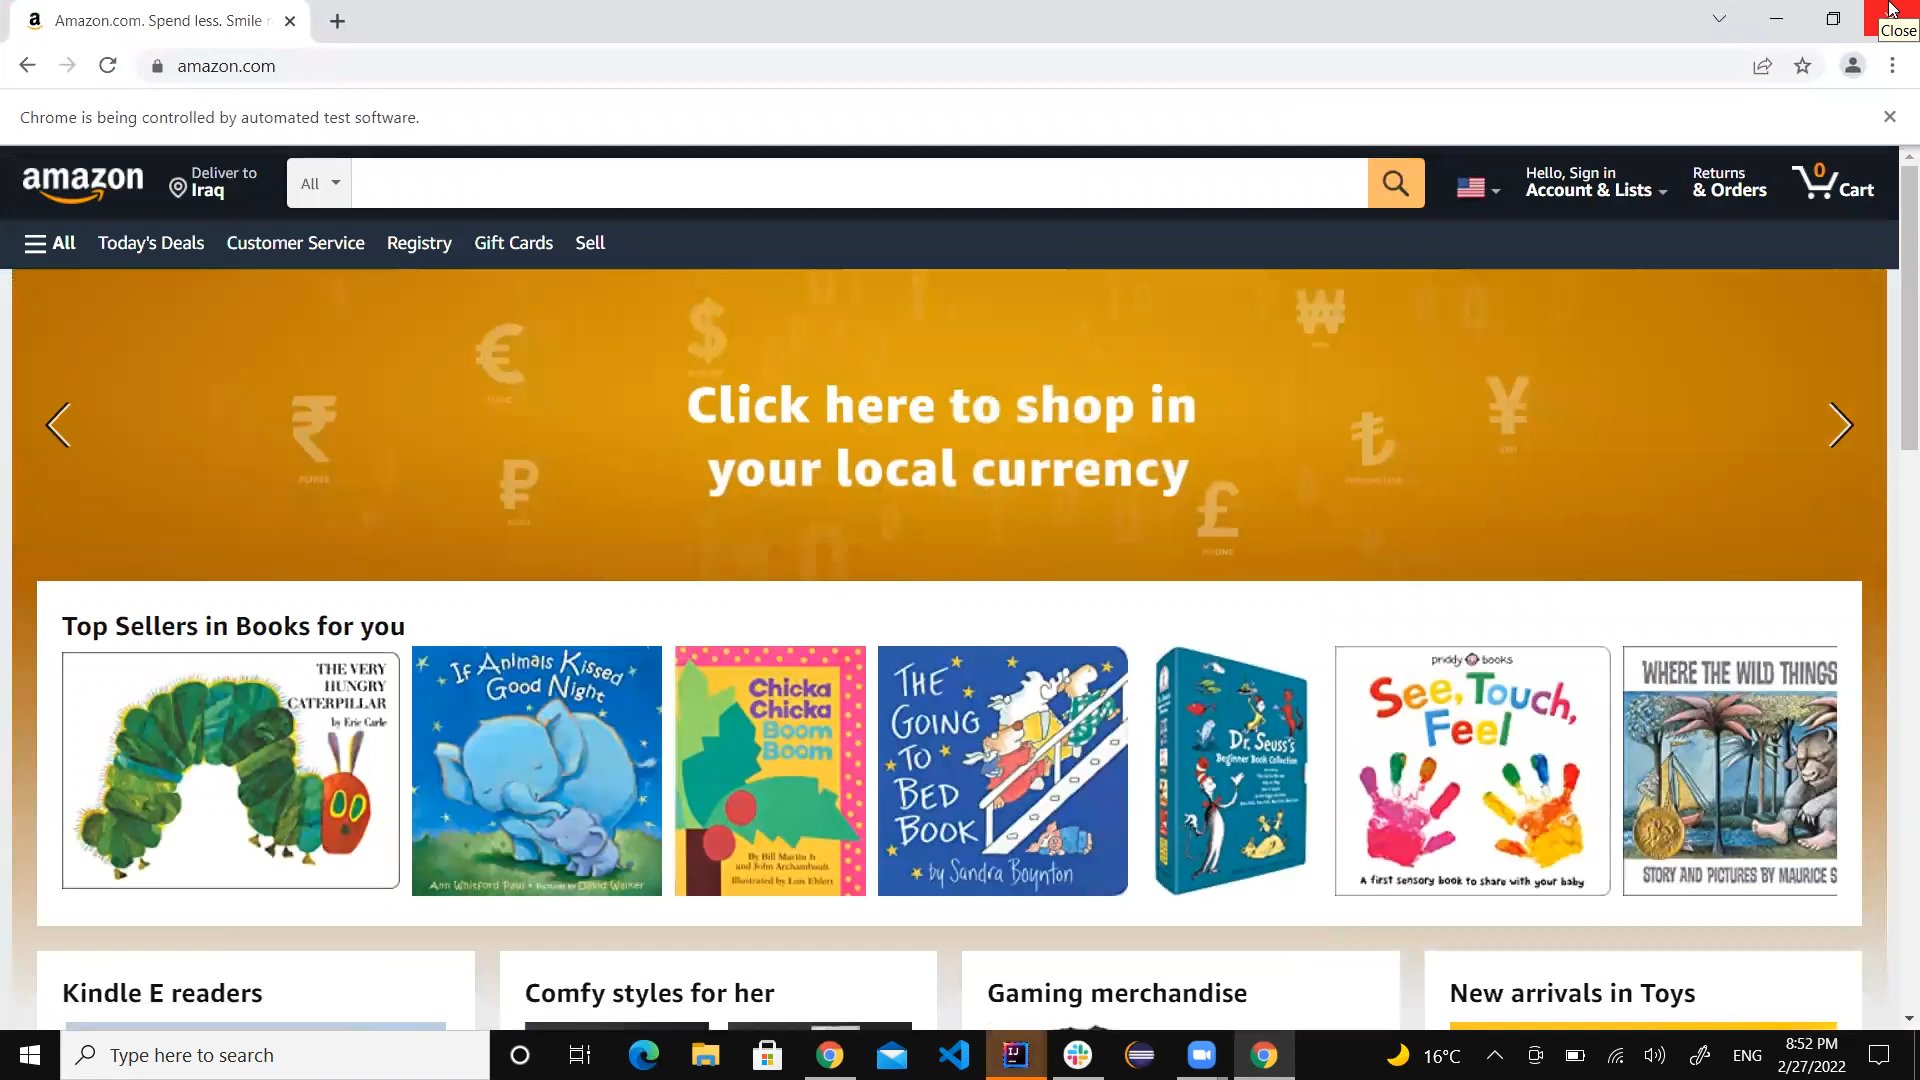 Amazon.com. Spend less. Smile
Close
amazon.com
Chrome is being controlled by automated test software.
amazon
Deliver to
Iraq
All
Hello, Sign in
Account & Lists
Returns
& Orders
0
Cart
All
Today's Deals
Customer Service
Registry
Gift Cards
Sell
€
$
₩
₹
₽
₺
¥
£
Click here to shop in
your local currency
Top Sellers in Books for you
THE VERY
HUNGRY
CATERPILLAR
by Eric Carle
If Animals Kissed
Good Night
Ann Whitford Paul • Pictures by David Walker
Chicka
Chicka
Boom
Boom
By Bill Martin Jr
and John Archambault
Illustrated by Lois Ehlert
THE
GOING
TO
BED
BOOK
by Sandra Boynton
Dr. Seuss's
Beginner Book Collection
priddy books
See, Touch,
Feel
A first sensory book to share with your baby
WHERE THE WILD THINGS
STORY AND PICTURES BY MAURICE S
Kindle E readers
Comfy styles for her
Gaming merchandise
New arrivals in Toys
Type here to search
IJ
16°C
ENG
8:52 PM
2/27/2022